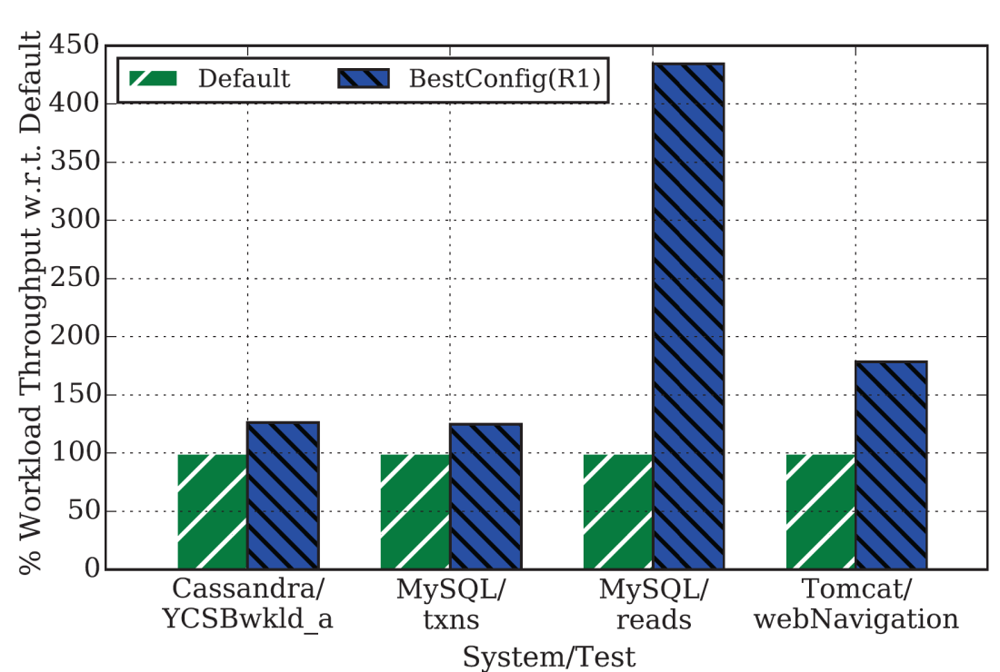 % Workload Throughput w.r.t. Default
450
400
350
300
250
200
150
100
50
0
Default
BestConfig(R1)
Cassandra/
YCSBwkld_a
MySQL/
txns
MySQL/
reads
Tomcat/
webNavigation
System/Test